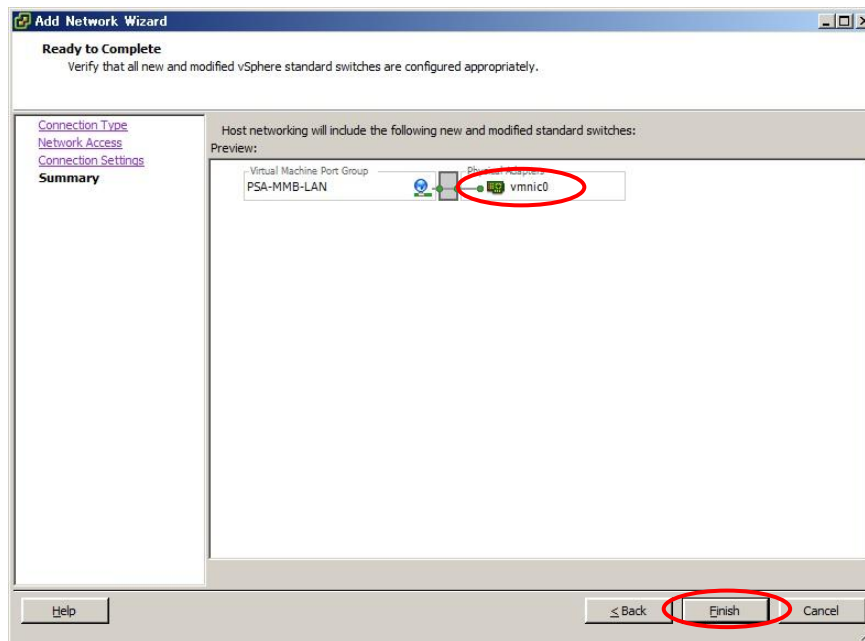 Add Network Wizard
Ready to Complete
Verify that all new and modified vSphere standard switches are configured appropriately.
Connection Type
Network Access
Connection Settings
Summary
Host networking will include the following new and modified standard switches:
Preview:
Virtual Machine Port Group
Physical Adapters
PSA-MMB-LAN
vmnic0
Help
< Back
Finish
Cancel